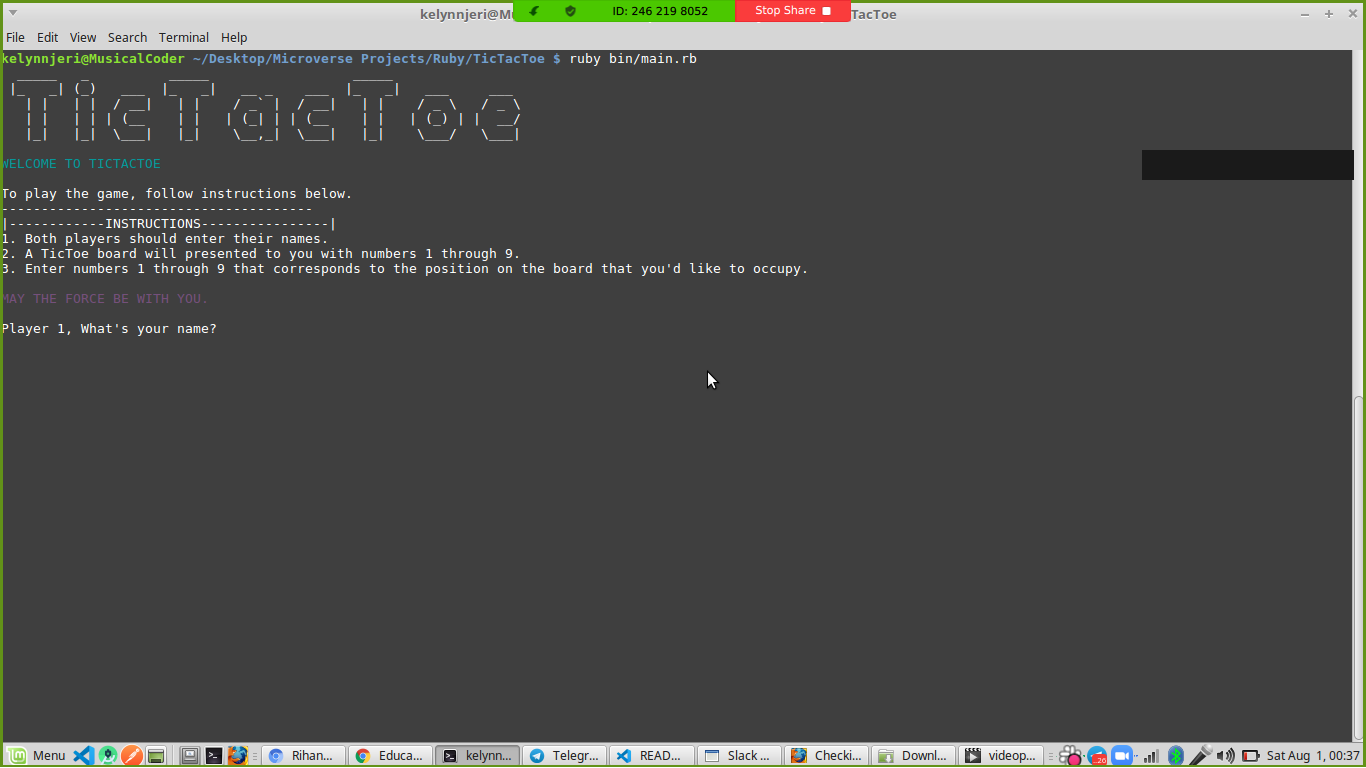 kelynnjeri@Mu
ID: 246 219 8052
Stop Share
TacToe
File Edit View Search Terminal Help
kelynnjeri@MusicalCoder ~/Desktop/Microverse Projects/Ruby/TicTacToe $ ruby bin/main.rb
TicTacToe
WELCOME TO TICTACTOE
To play the game, follow instructions below.
---------------------------------------
|------------INSTRUCTIONS----------------|
1. Both players should enter their names.
2. A TicToe board will presented to you with numbers 1 through 9.
3. Enter numbers 1 through 9 that corresponds to the position on the board that you'd like to occupy.
MAY THE FORCE BE WITH YOU.
Player 1, What's your name?
Menu Rihan... Educa... kelynn... Telegr... READ... Slack ... Checki... Downl... videop... Sat Aug 1, 00:37